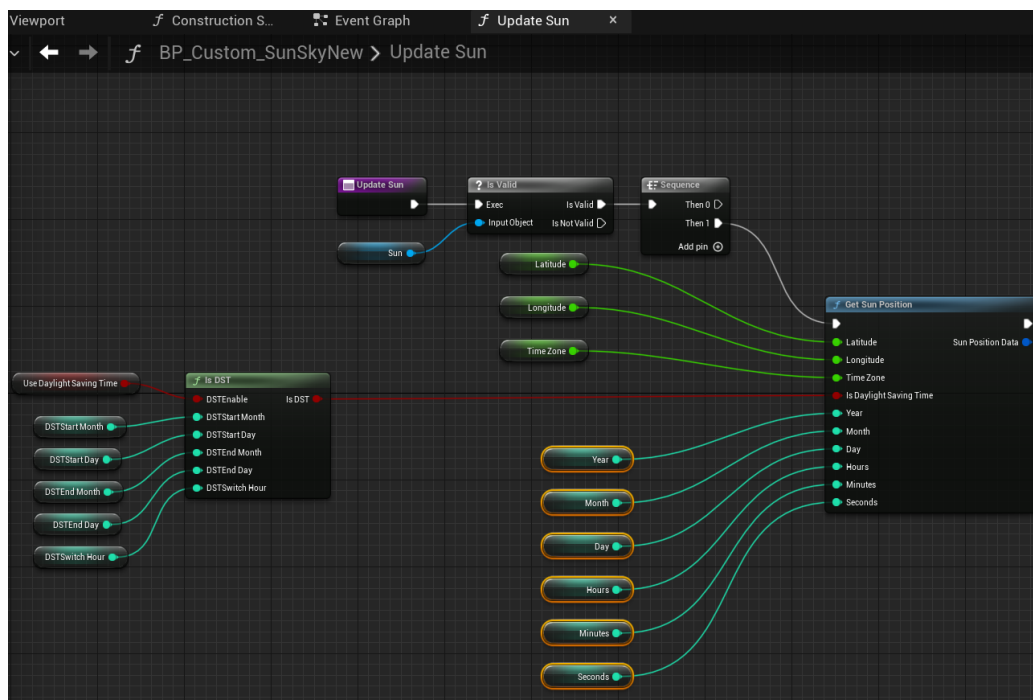 Viewport
f Construction S...
Event Graph
f Update Sun ×
f BP_Custom_SunSkyNew > Update Sun
Update Sun
? Is Valid
Exec
Is Valid
Input Object
Is Not Valid
Sequence
Then 0
Then 1
Add pin
Sun
Latitude
Longitude
Time Zone
f Get Sun Position
Latitude
Sun Position Data
Longitude
Time Zone
Is Daylight Saving Time
Year
Month
Day
Hours
Minutes
Seconds
Use Daylight Saving Time
f Is DST
DSTEnable
Is DST
DSTStart Month
DSTStart Day
DSTEnd Month
DSTEnd Day
DSTSwitch Hour
DSTStart Month
DSTStart Day
DSTEnd Month
DSTEnd Day
DSTSwitch Hour
Year
Month
Day
Hours
Minutes
Seconds